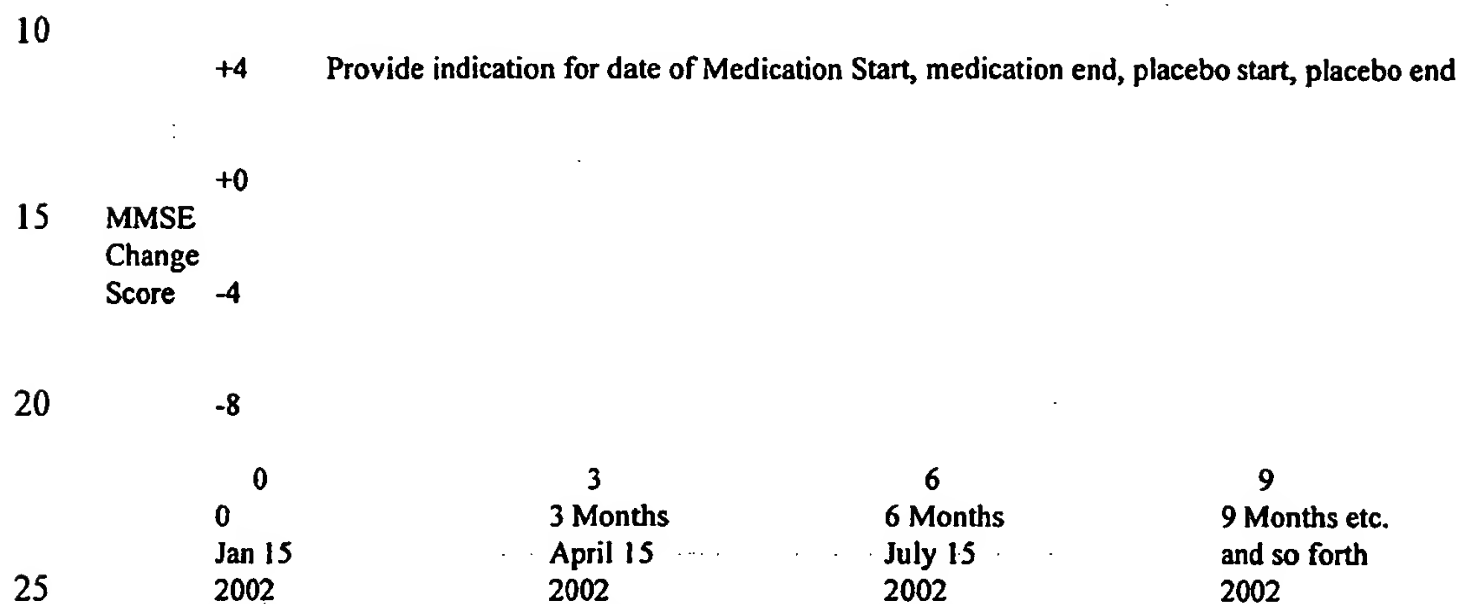 10
+4 Provide indication for date of Medication Start, medication end, placebo start, placebo end
+0
15 MMSE
Change
Score -4
20 -8
0 3 6 9
0 3 Months 6 Months 9 Months etc.
Jan 15 April 15 July 15 and so forth
25 2002 2002 2002 2002